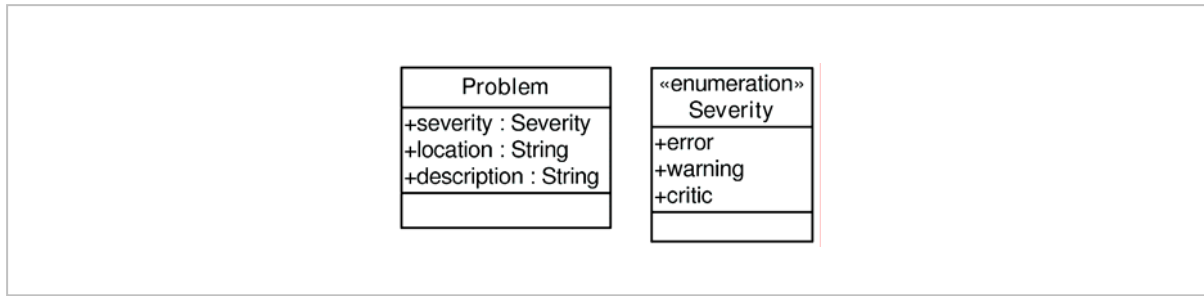 Problem
+severity : Severity
+location : String
+description : String
«enumeration»
Severity
+error
+warning
+critic